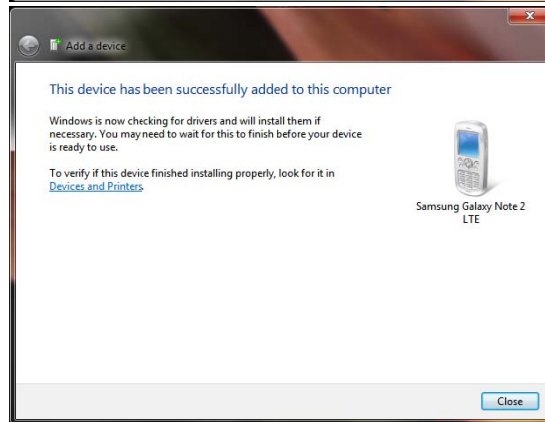 Add a device
This device has been successfully added to this computer
Windows is now checking for drivers and will install them if
necessary. You may need to wait for this to finish before your device
is ready to use.
To verify if this device finished installing properly, look for it in
Devices and Printers.
Samsung Galaxy Note 2
LTE
Close